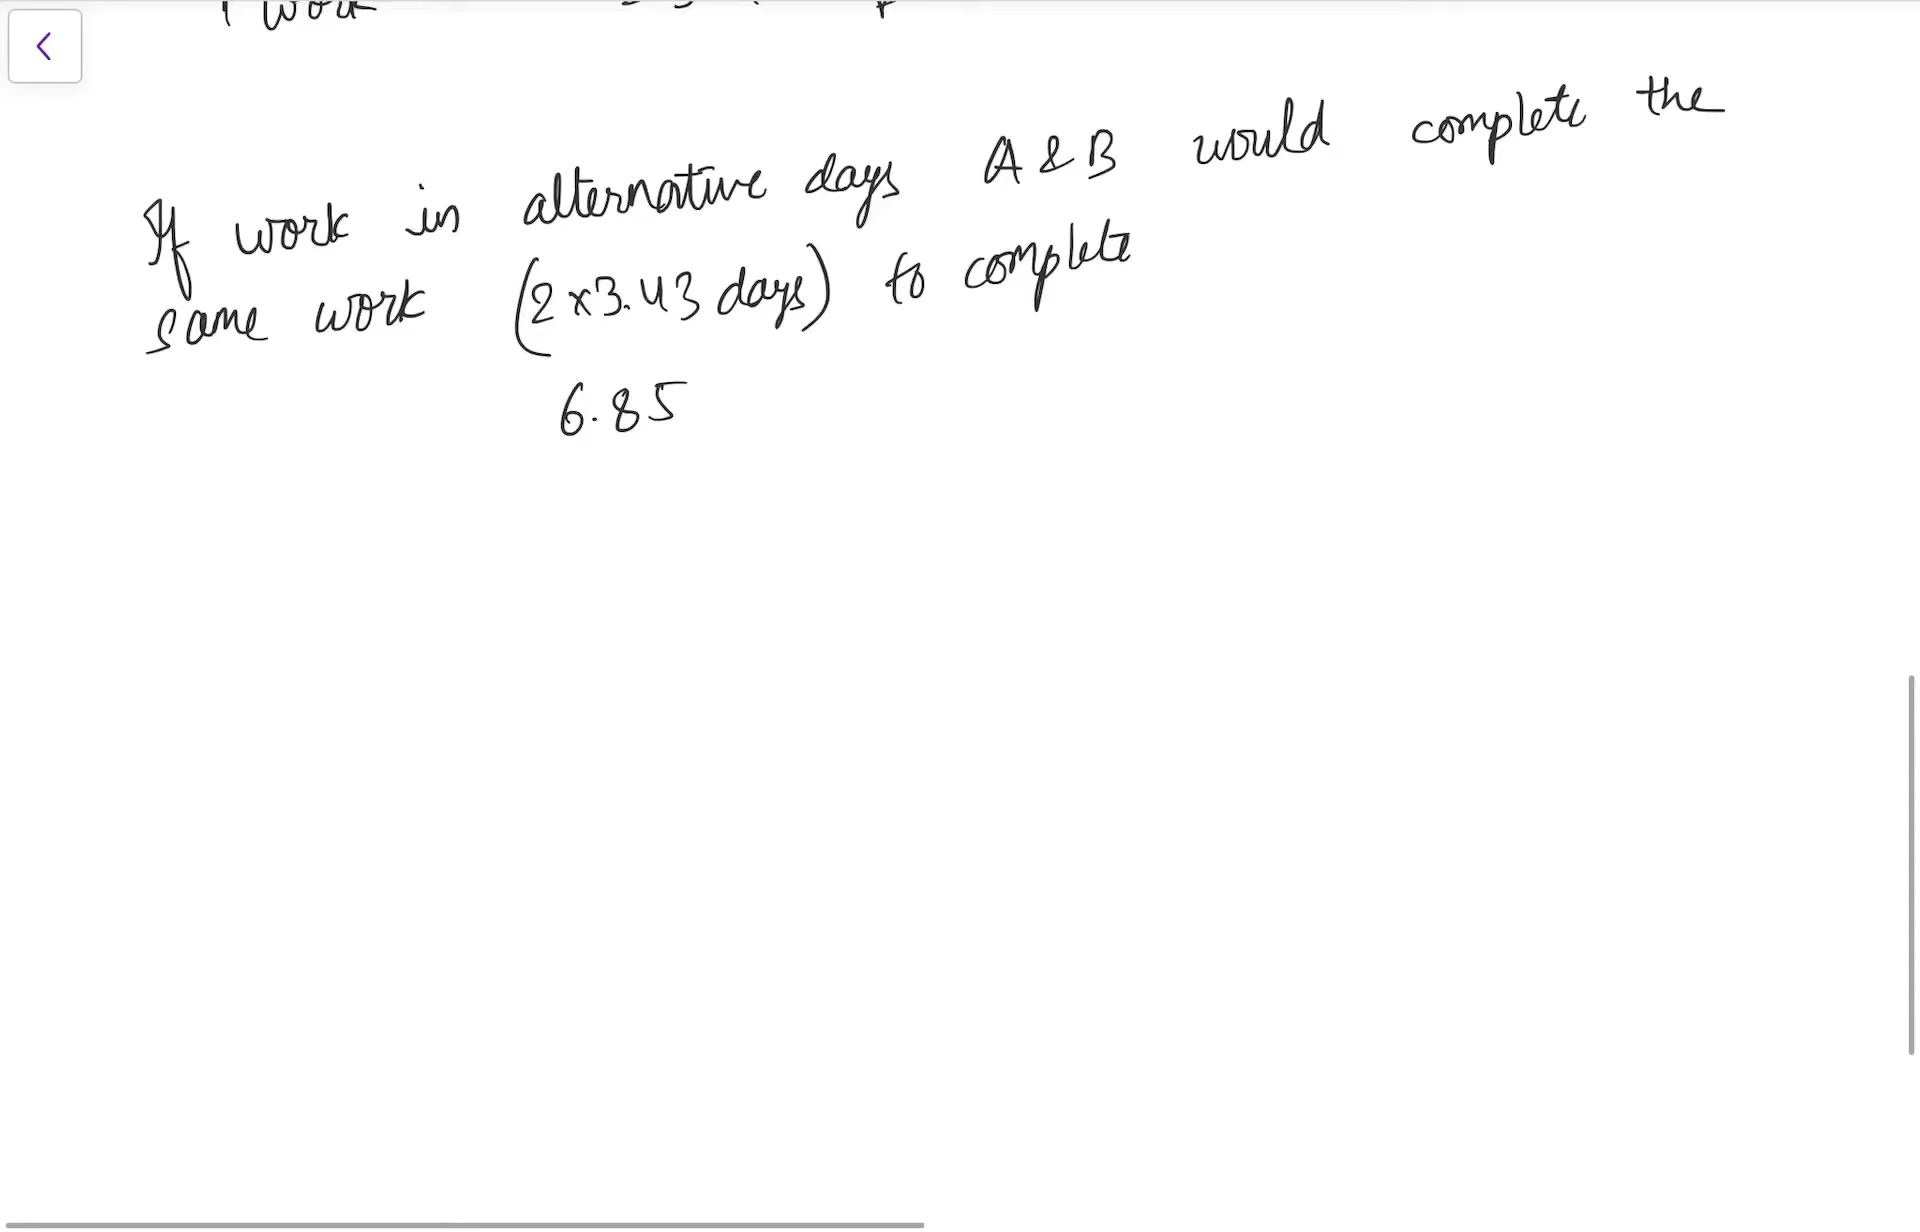 If work in alternative days A & B would complete the
same work (2 x 3.43 days) to complete
6.85